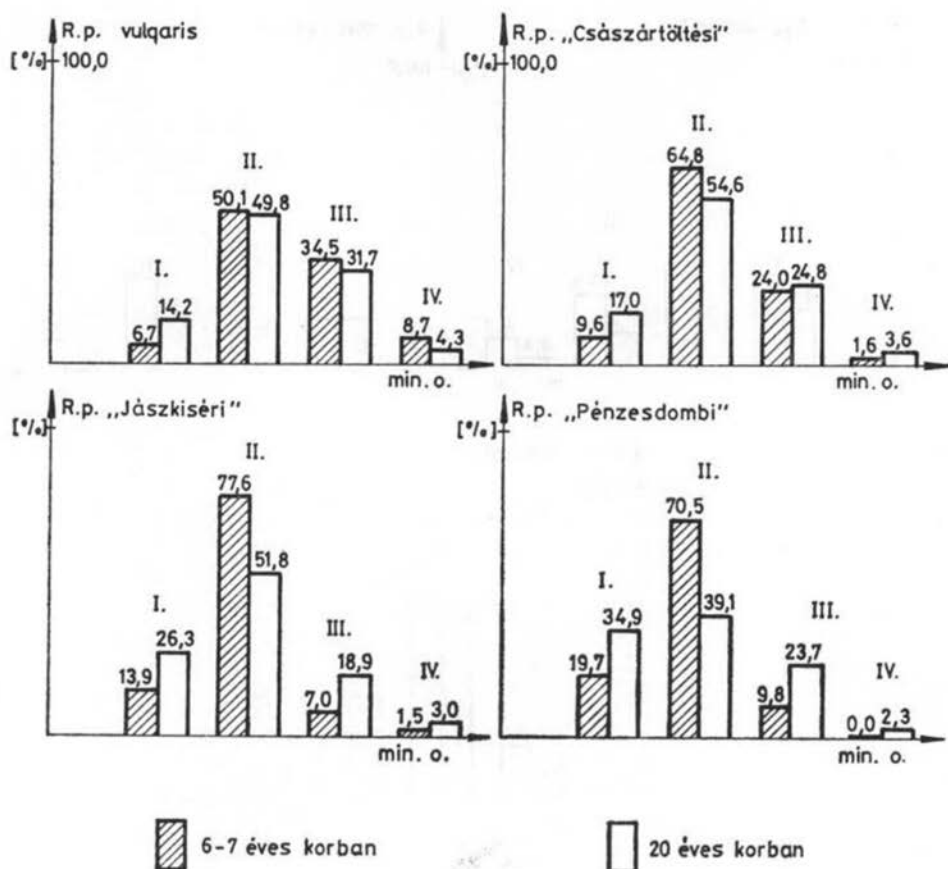 R.p. vulgaris
[%]
100,0
I.
II.
III.
IV.
6,7
14,2
50,1
49,8
34,5
31,7
8,7
4,3
min. o.
R.p. „Császártöltési"
[%]
100,0
I.
II.
III.
IV.
9,6
17,0
64,8
54,6
24,0
24,8
1,6
3,6
min. o.
R.p. „Jászkiséri"
[%]
I.
II.
III.
IV.
13,9
26,3
77,6
51,8
7,0
18,9
1,5
3,0
min. o.
R.p. „Pénzesdombi"
[%]
I.
II.
III.
IV.
19,7
34,9
70,5
39,1
9,8
23,7
0,0
2,3
min. o.
6-7 éves korban
20 éves korban